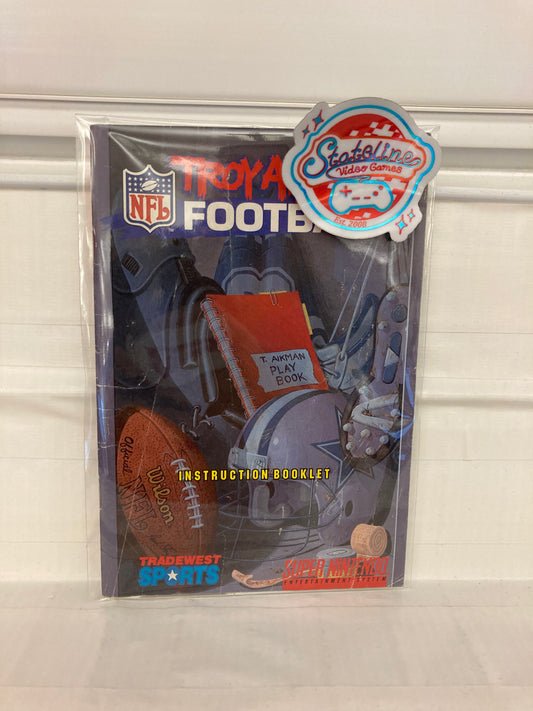 Stateline
Video Games
Est. 2008
NFL
TROY A
FOOTB
T. AIKMAN
PLAY
BOOK
Official
Wilson
INSTRUCTION BOOKLET
TRADEWEST
SPORTS
SUPER NINTENDO
ENTERTAINMENT SYSTEM